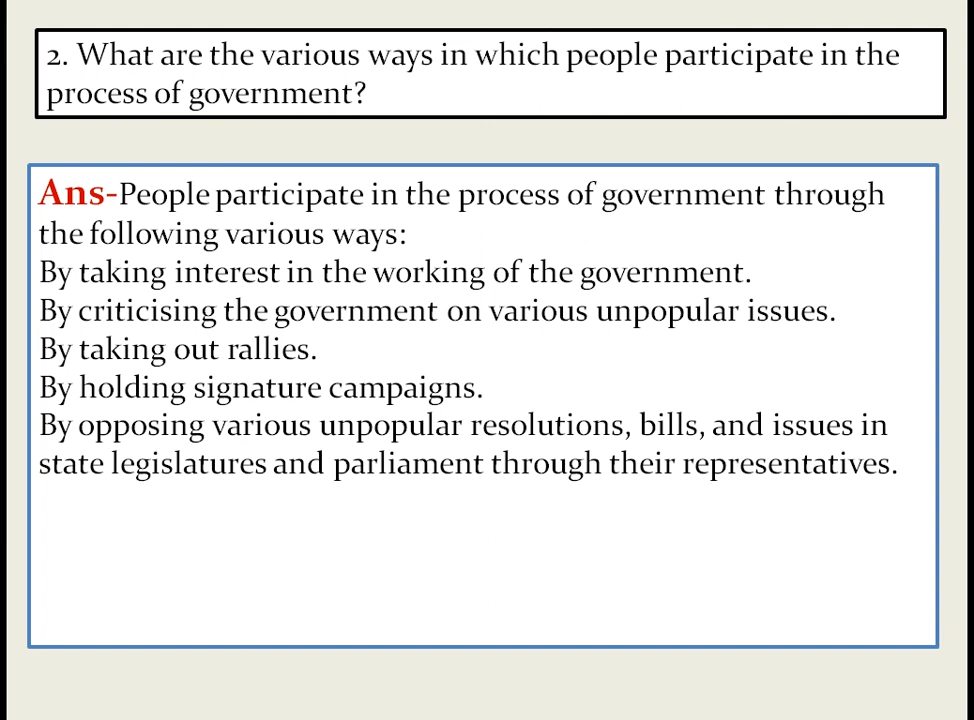 2. What are the various ways in which people participate in the
process of government?
Ans-People participate in the process of government through
the following various ways:
By taking interest in the working of the government.
By criticising the government on various unpopular issues.
By taking out rallies.
By holding signature campaigns.
By opposing various unpopular resolutions, bills, and issues in
state legislatures and parliament through their representatives.